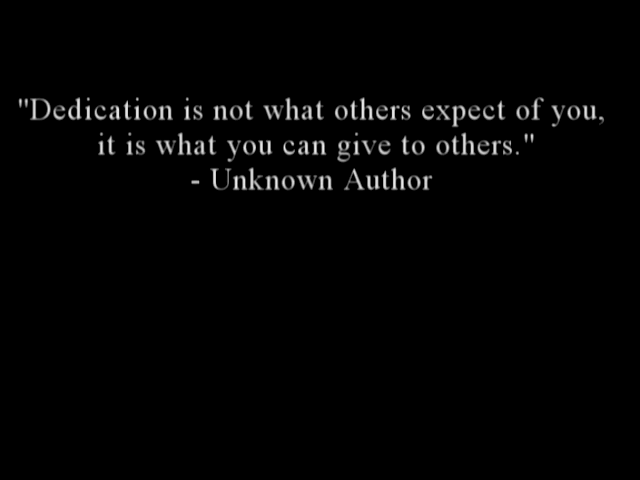 "Dedication is not what others expect of you,
it is what you can give to others."
- Unknown Author